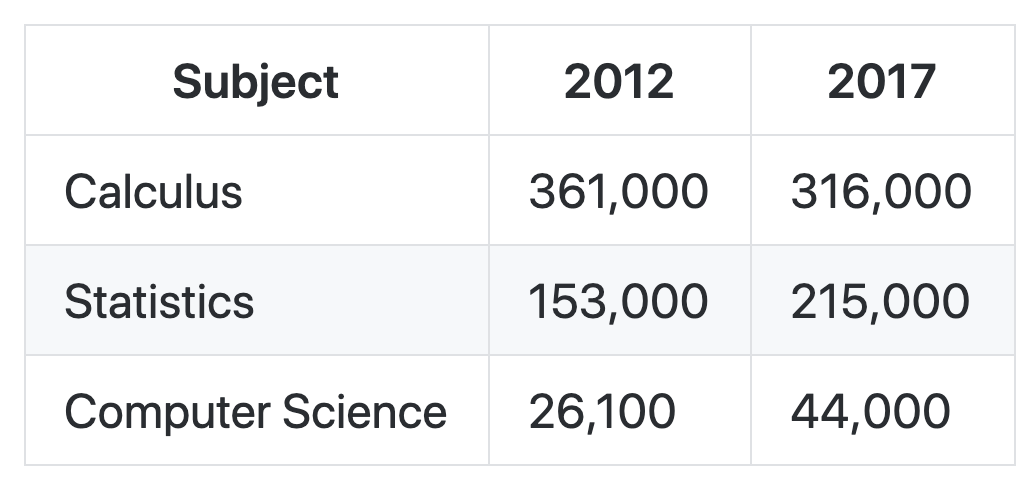 Subject 2012 2017
Calculus 361,000 316,000
Statistics 153,000 215,000
Computer Science 26,100 44,000